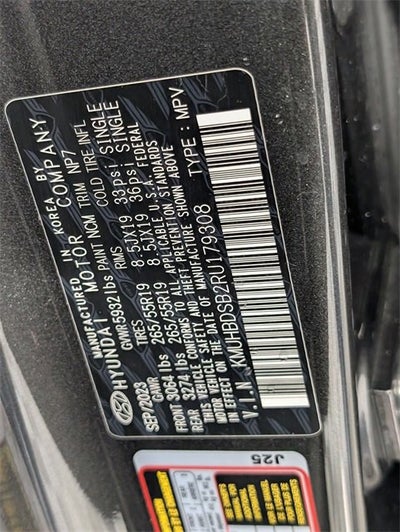 MANUFACTURED IN KOREA BY
HYUNDAI MOTOR COMPANY
SEP/2023 GVWR 5932 lbs PAINT NCM TRIM NP7
GAWR TIRES RIMS COLD TIRE INFL
FRONT 3064 lbs 265/55R19 8.5JX19 33psi SINGLE
REAR 3274 lbs 265/55R19 8.5JX19 36psi SINGLE
THIS VEHICLE CONFORMS TO ALL APPLICABLE U.S.A. FEDERAL
MOTOR VEHICLE SAFETY AND THEFT PREVENTION STANDARDS
IN EFFECT ON THE DATE OF MANUFACTURE SHOWN ABOVE
V.I.N KMUHBDSB2RU179308 TYPE : MPV
J25